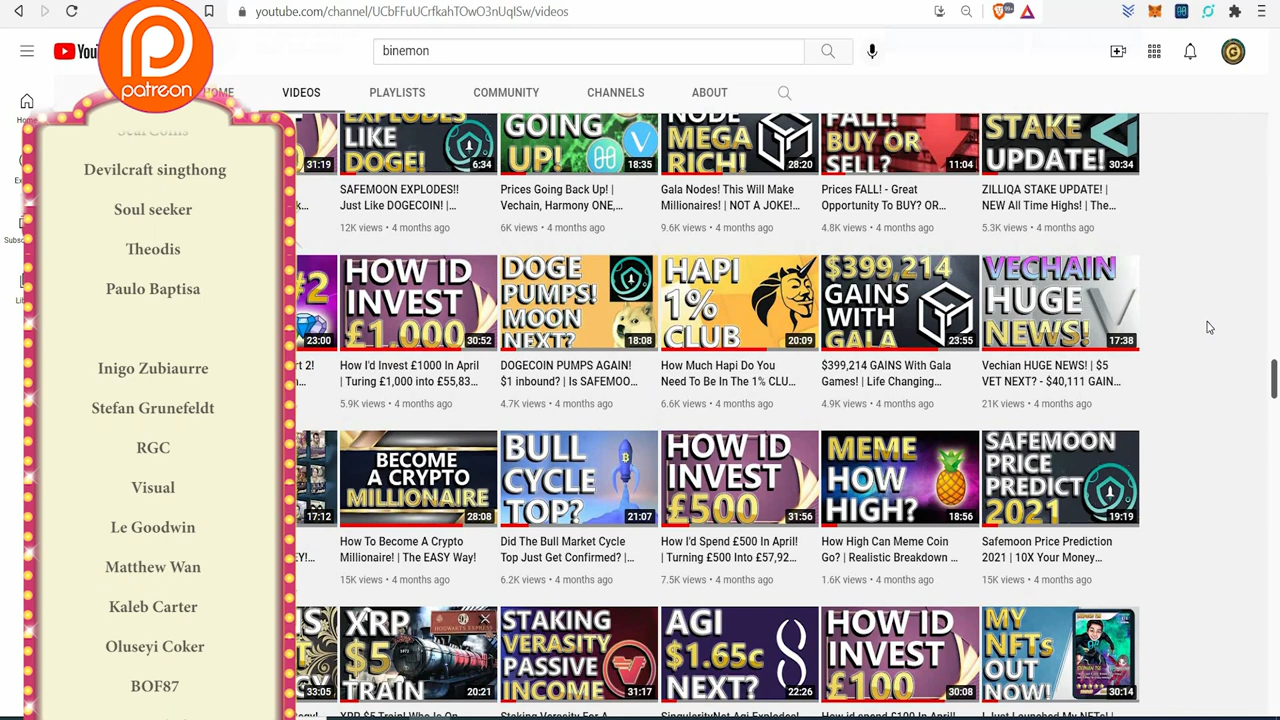 youtube.com/channel/UCbFFuUCrfkahTOwO3nUqISw/videos
99+
binemon
patreon
HOME
VIDEOS
PLAYLISTS
COMMUNITY
CHANNELS
ABOUT
Devilcraft singthong
Soul seeker
Theodis
Paulo Baptisa
Inigo Zubiaurre
Stefan Grunefeldt
RGC
Visual
Le Goodwin
Matthew Wan
Kaleb Carter
Oluseyi Coker
BOF87
31:19
EXPLODES
LIKE
DOGE!
6:34
GOING
UP!
18:35
NODE
MEGA
RICH!
28:20
FALL!
BUY OR
SELL?
11:04
STAKE
UPDATE!
30:34
SAFEMOON EXPLODES!!
Just Like DOGECOIN! |...
12K views • 4 months ago
Prices Going Back Up! |
Vechain, Harmony ONE,...
6K views • 4 months ago
Gala Nodes! This Will Make
Millionaires! | NOT A JOKE!...
9.6K views • 4 months ago
Prices FALL! - Great
Opportunity To BUY? OR...
4.8K views • 4 months ago
ZILLIQA STAKE UPDATE! |
NEW All Time Highs! | The...
5.3K views • 4 months ago
#2
23:00
HOW ID
INVEST
£1,000
30:52
DOGE
PUMPS!
MOON
NEXT?
18:08
HAPI
1%
CLUB
20:09
$399,214
GAINS
WITH
GALA
23:55
VECHAIN
HUGE
NEWS!
17:38
rt 2!
How I'd Invest £1000 In April
| Turing £1,000 into £55,83...
5.9K views • 4 months ago
DOGECOIN PUMPS AGAIN!
$1 inbound? | Is SAFEMOO...
4.7K views • 4 months ago
How Much Hapi Do You
Need To Be In The 1% CLU...
6.6K views • 4 months ago
$399,214 GAINS With Gala
Games! | Life Changing...
4.9K views • 4 months ago
Vechian HUGE NEWS! | $5
VET NEXT? - $40,111 GAIN...
21K views • 4 months ago
17:12
BECOME
A CRYPTO
MILLIONAIRE
28:08
BULL
CYCLE
TOP?
21:07
HOW ID
INVEST
£500
31:56
MEME
HOW
HIGH?
18:56
SAFEMOON
PRICE
PREDICT
2021
19:19
How To Become A Crypto
Millionaire! | The EASY Way!
15K views • 4 months ago
Did The Bull Market Cycle
Top Just Get Confirmed? |...
6.2K views • 4 months ago
How I'd Spend £500 In April!
| Turning £500 Into £57,92...
7.5K views • 4 months ago
How High Can Meme Coin
Go? | Realistic Breakdown ...
1.6K views • 4 months ago
Safemoon Price Prediction
2021 | 10X Your Money...
15K views • 4 months ago
33:05
XRP
$5
TRAIN
20:21
STAKING
VERASITY
PASSIVE
INCOME
31:17
AGI
$1.65c
NEXT?
22:26
HOW ID
INVEST
£100
30:08
MY
NFTs
OUT
NOW!
30:14